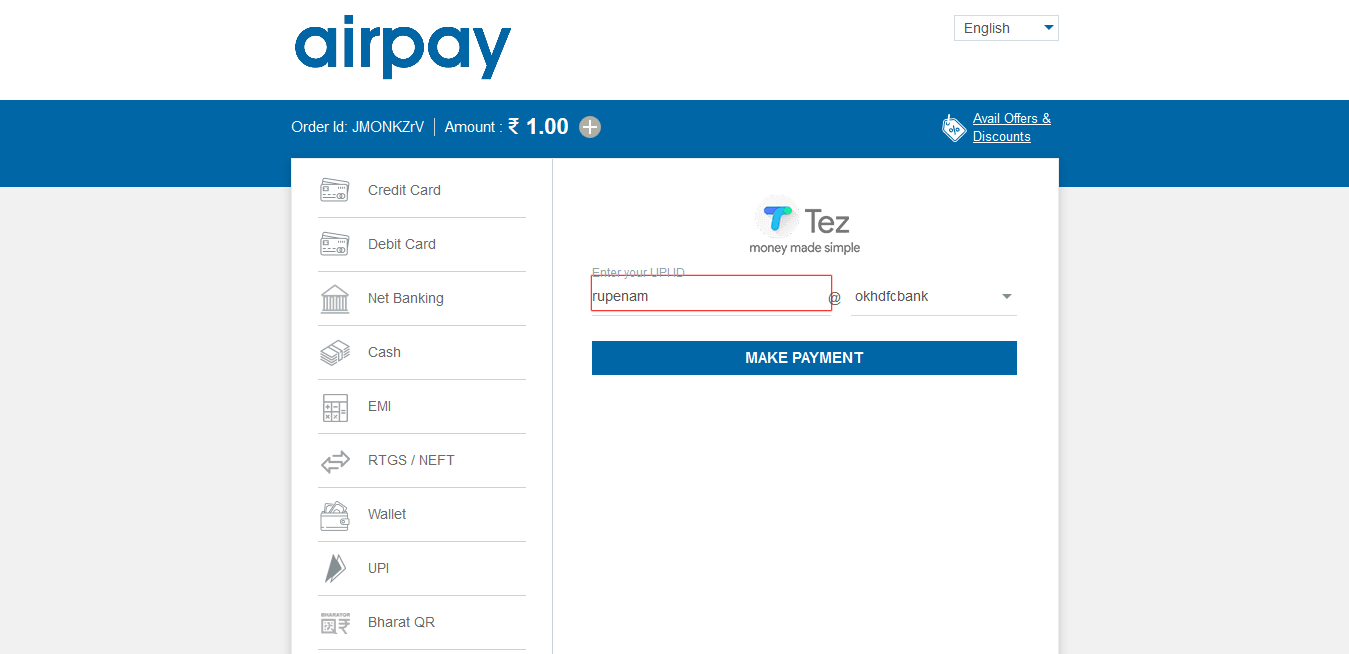 airpay
English
Order Id: JMONKZrV | Amount : ₹ 1.00
Avail Offers &
Discounts
Credit Card
Debit Card
Net Banking
Cash
EMI
RTGS / NEFT
Wallet
UPI
BHARATQR
Bharat QR
Tez
money made simple
Enter your UPI ID
rupenam @ okhdfcbank
MAKE PAYMENT